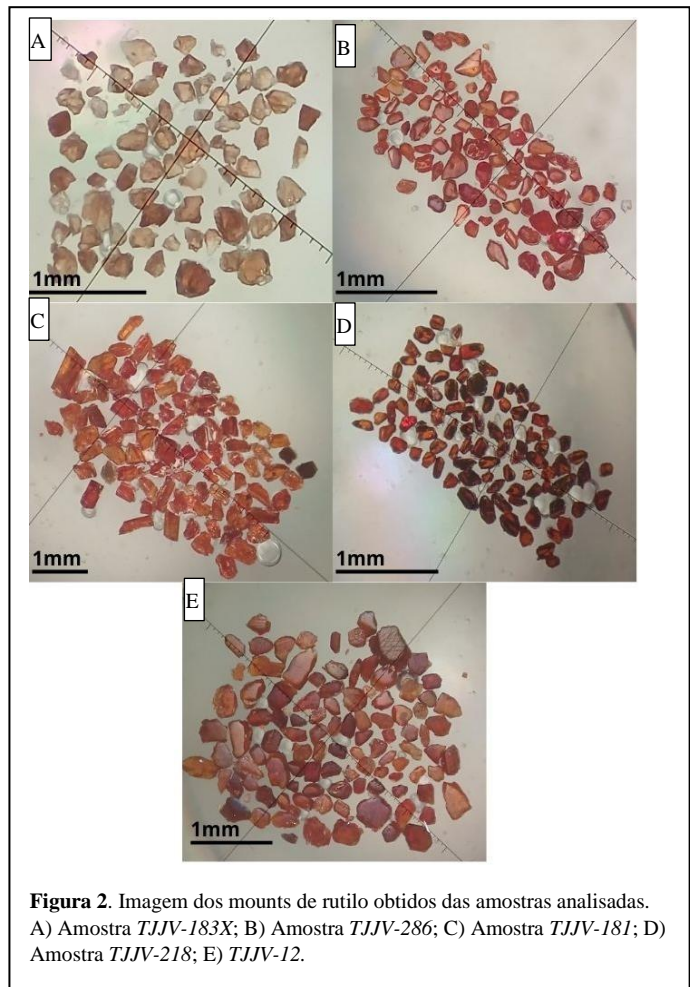 A
1mm
B
C
1mm
D
1mm
E
1mm
Figura 2. Imagem dos mounts de rutilo obtidos das amostras analisadas.
A) Amostra TJJV-183X; B) Amostra TJJV-286; C) Amostra TJJV-181; D)
Amostra TJJV-218; E) TJJV-12.